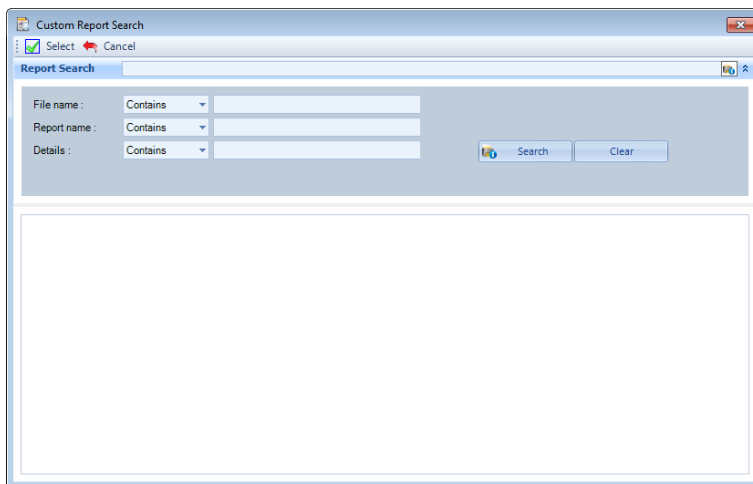 Custom Report Search
Select Cancel
Report Search
File name : Contains
Report name : Contains
Details : Contains
Search Clear